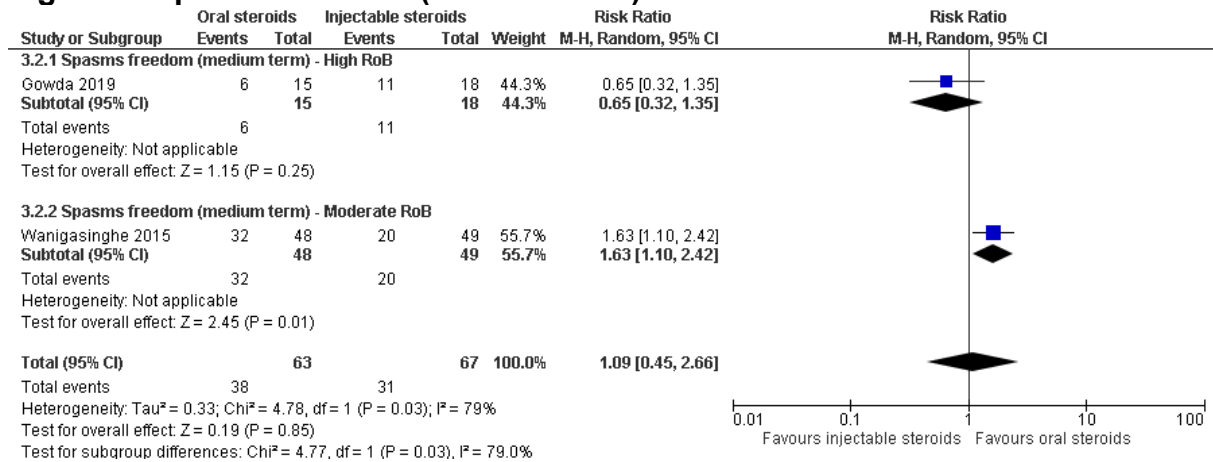 Oral steroids Injectable steroids Risk Ratio Risk Ratio
Study or Subgroup Events Total Events Total Weight M-H, Random, 95% CI M-H, Random, 95% CI
3.2.1 Spasms freedom (medium term) - High RoB
Gowda 2019 6 15 11 18 44.3% 0.65 [0.32, 1.35]
Subtotal (95% CI) 15 18 44.3% 0.65 [0.32, 1.35]
Total events 6 11
Heterogeneity: Not applicable
Test for overall effect: Z = 1.15 (P = 0.25)
3.2.2 Spasms freedom (medium term) - Moderate RoB
Wanigasinghe 2015 32 48 20 49 55.7% 1.63 [1.10, 2.42]
Subtotal (95% CI) 48 49 55.7% 1.63 [1.10, 2.42]
Total events 32 20
Heterogeneity: Not applicable
Test for overall effect: Z = 2.45 (P = 0.01)
Total (95% CI) 63 67 100.0% 1.09 [0.45, 2.66]
Total events 38 31
Heterogeneity: Tau² = 0.33; Chi² = 4.78, df = 1 (P = 0.03); I² = 79%
Test for overall effect: Z = 0.19 (P = 0.85)
Test for subgroup differences: Chi² = 4.77, df = 1 (P = 0.03), I² = 79.0%
0.01 0.1 1 10 100
Favours injectable steroids Favours oral steroids